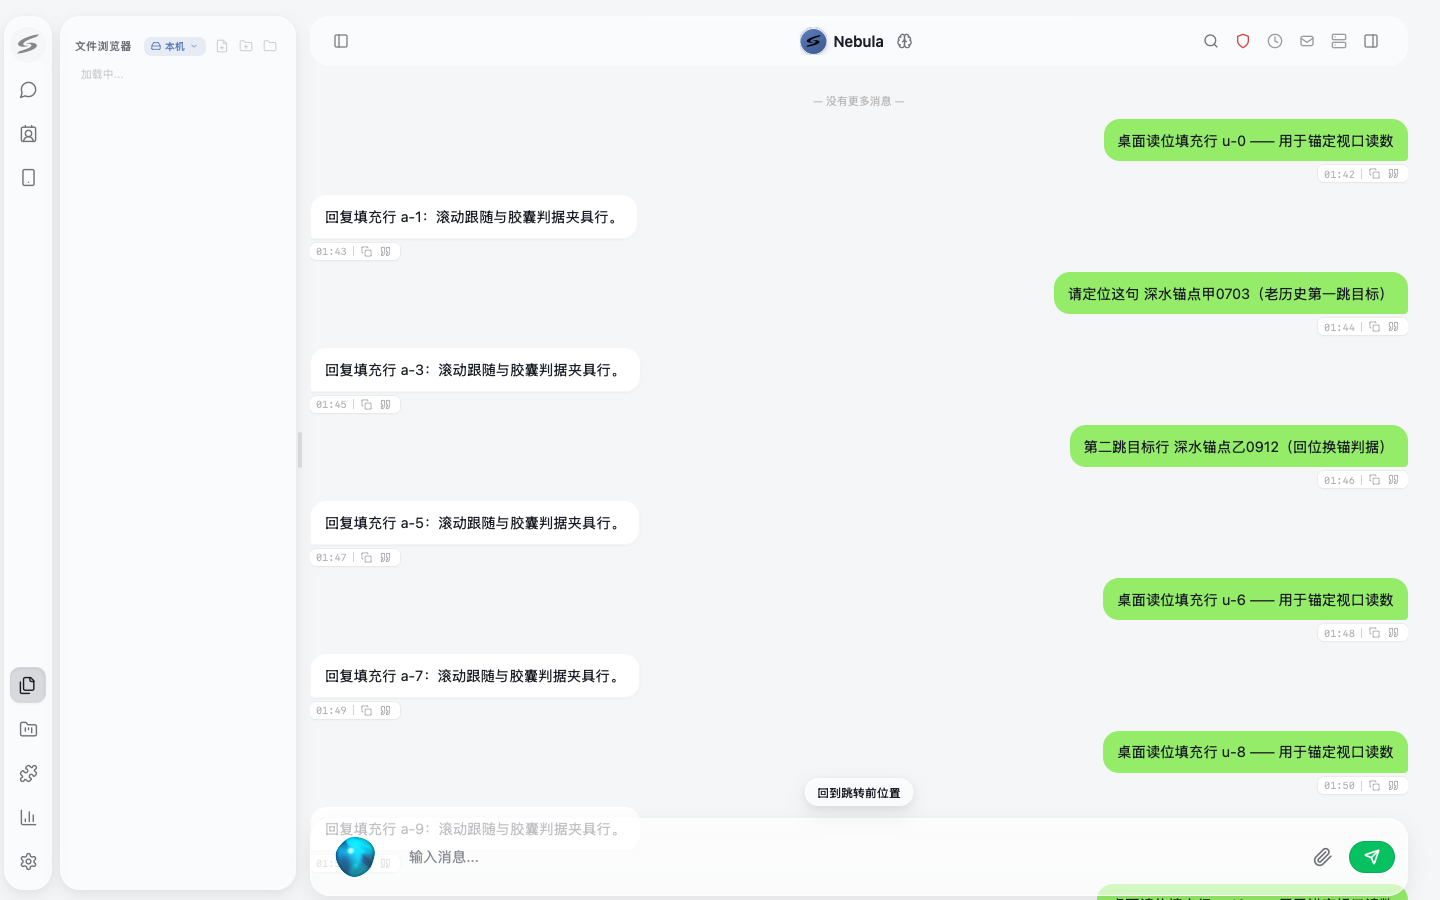 文件浏览器
本机
加载中...
Nebula
— 没有更多消息 —
桌面读位填充行 u-0 —— 用于锚定视口读数
01:42
回复填充行 a-1：滚动跟随与胶囊判据夹具行。
01:43
请定位这句 深水锚点甲0703（老历史第一跳目标）
01:44
回复填充行 a-3：滚动跟随与胶囊判据夹具行。
01:45
第二跳目标行 深水锚点乙0912（回位换锚判据）
01:46
回复填充行 a-5：滚动跟随与胶囊判据夹具行。
01:47
桌面读位填充行 u-6 —— 用于锚定视口读数
01:48
回复填充行 a-7：滚动跟随与胶囊判据夹具行。
01:49
桌面读位填充行 u-8 —— 用于锚定视口读数
01:50
回到跳转前位置
回复填充行 a-9：滚动跟随与胶囊判据夹具行。
输入消息...